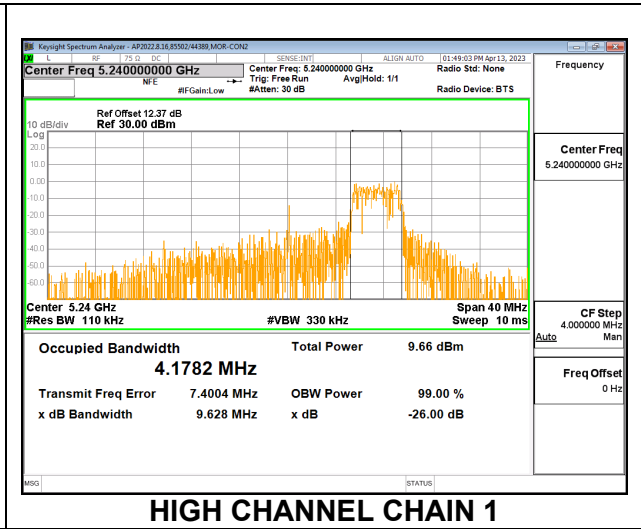 Keysight Spectrum Analyzer - AP2022.8.16,85502/44389,MOR-CON2
L RF 75 Ω DC SENSE:INT ALIGN AUTO 01:49:03 PM Apr 13, 2023
Center Freq 5.240000000 GHz
NFE
#IFGain:Low
Center Freq: 5.240000000 GHz
Trig: Free Run Avg|Hold: 1/1
#Atten: 30 dB
Radio Std: None
Radio Device: BTS
Frequency
Ref Offset 12.37 dB
10 dB/div Ref 30.00 dBm
Log
20.0
10.0
0.00
-10.0
-20.0
-30.0
-40.0
-50.0
-60.0
Center 5.24 GHz Span 40 MHz
#Res BW 110 kHz #VBW 330 kHz Sweep 10 ms
Center Freq
5.240000000 GHz
CF Step
4.000000 MHz
Auto Man
Freq Offset
0 Hz
Occupied Bandwidth Total Power 9.66 dBm
4.1782 MHz
Transmit Freq Error 7.4004 MHz OBW Power 99.00 %
x dB Bandwidth 9.628 MHz x dB -26.00 dB
MSG STATUS
HIGH CHANNEL CHAIN 1